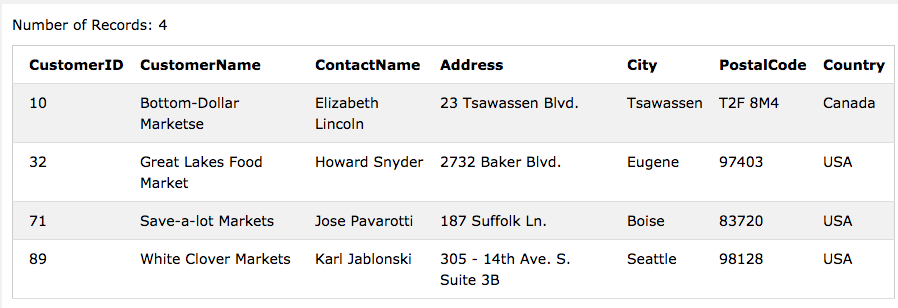 Number of Records: 4
CustomerID CustomerName ContactName Address City PostalCode Country
10 Bottom-Dollar Marketse Elizabeth Lincoln 23 Tsawassen Blvd. Tsawassen T2F 8M4 Canada
32 Great Lakes Food Market Howard Snyder 2732 Baker Blvd. Eugene 97403 USA
71 Save-a-lot Markets Jose Pavarotti 187 Suffolk Ln. Boise 83720 USA
89 White Clover Markets Karl Jablonski 305 - 14th Ave. S. Suite 3B Seattle 98128 USA